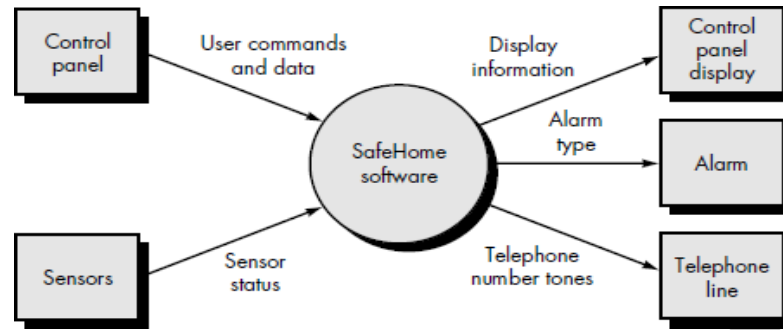 Control
panel
User commands
and data
Display
information
Control
panel
display
SafeHome
software
Alarm
type
Alarm
Sensors
Sensor
status
Telephone
number tones
Telephone
line